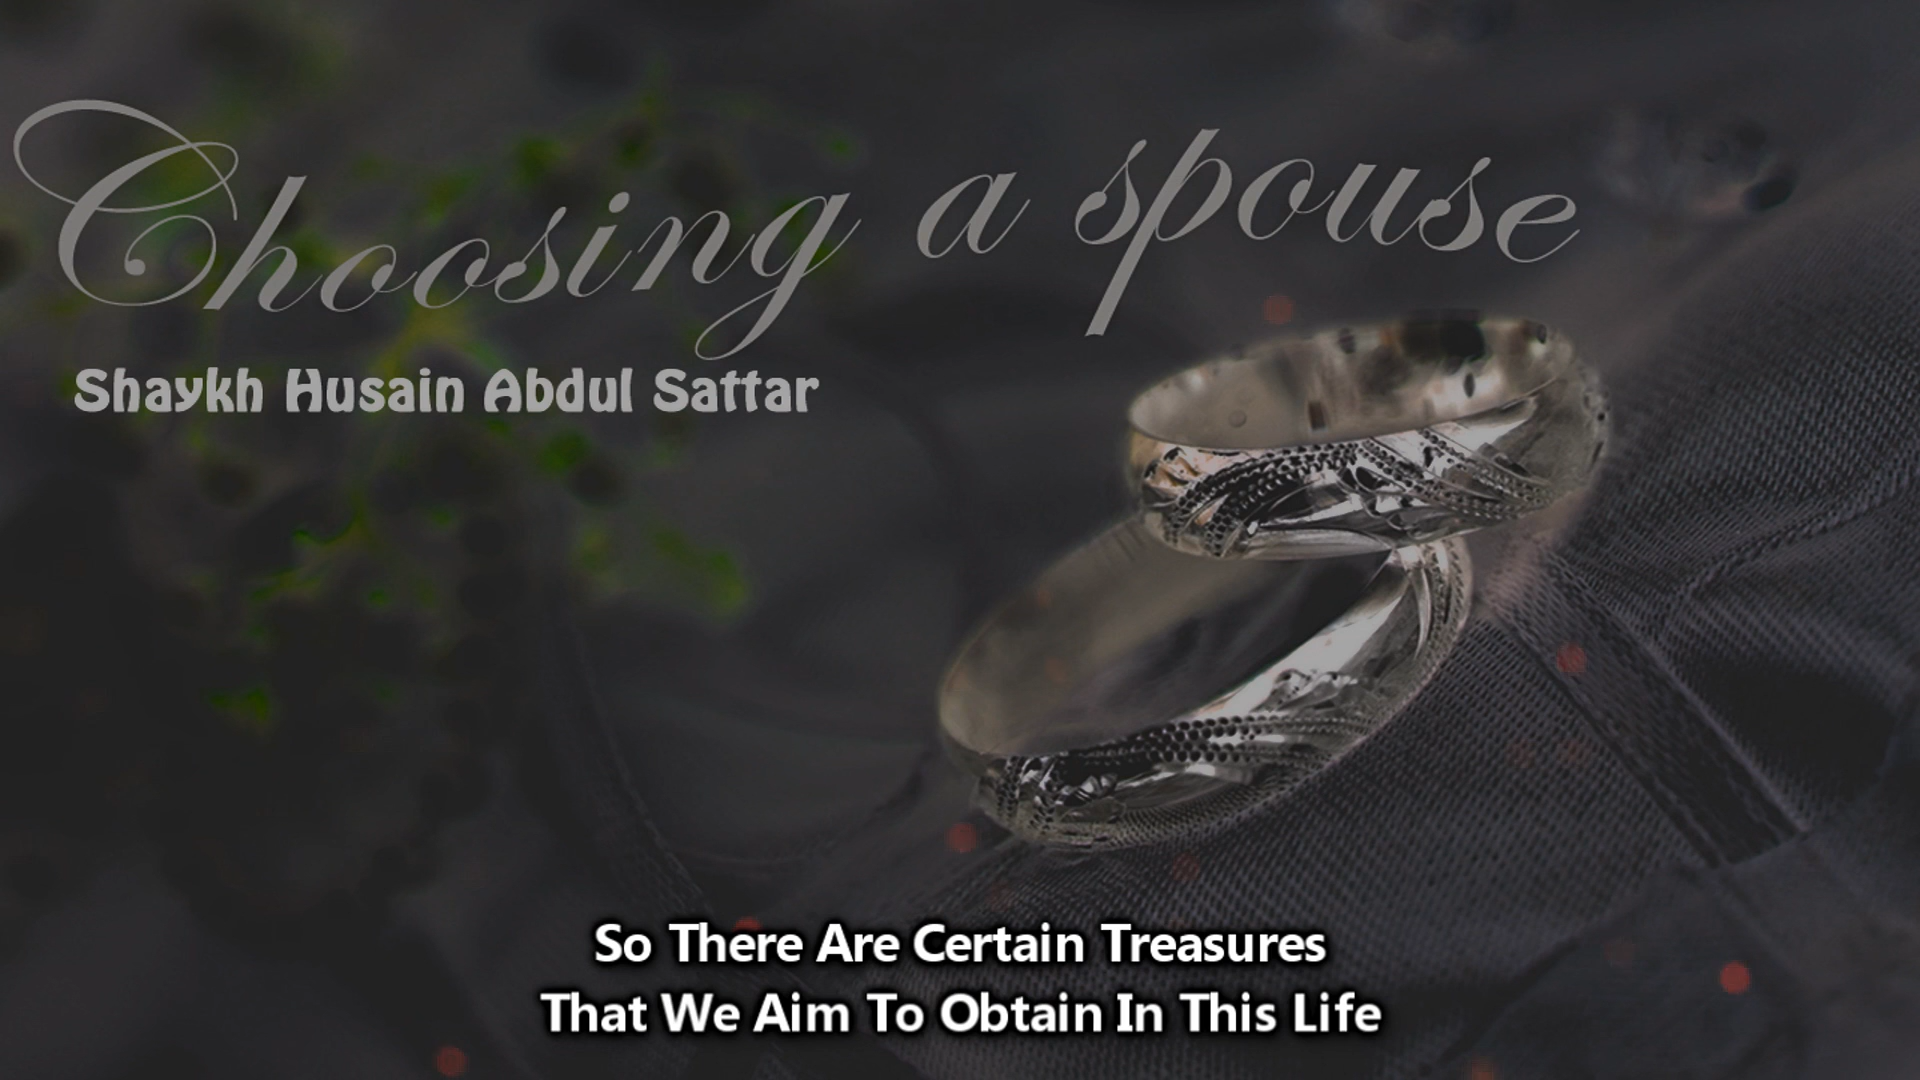 Choosing a spouse
Shaykh Husain Abdul Sattar
So There Are Certain Treasures
That We Aim To Obtain In This Life